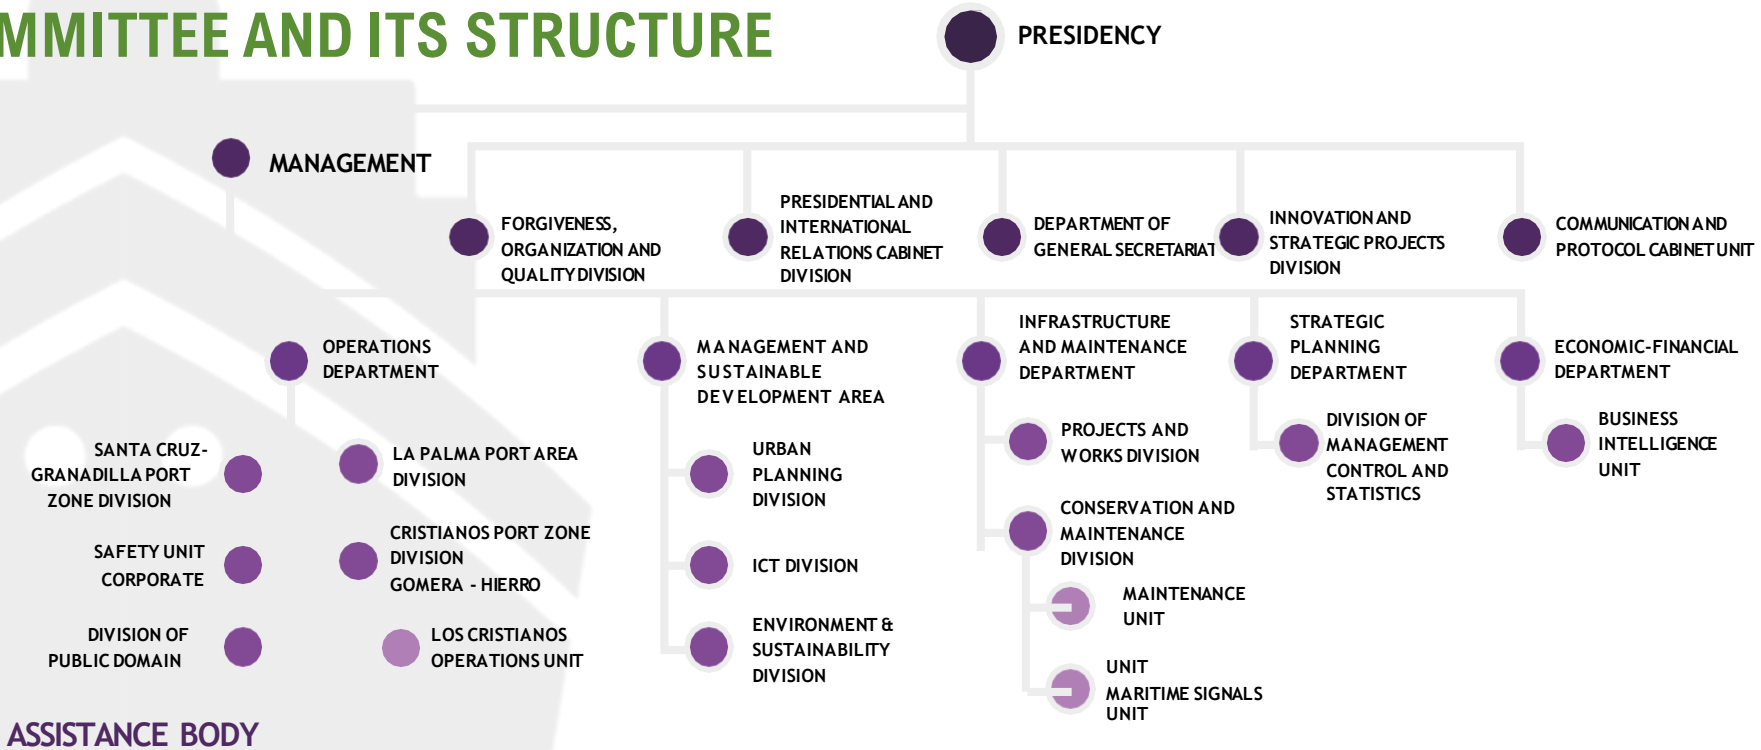 MMITTEE AND ITS STRUCTURE
PRESIDENCY
MANAGEMENT
FORGIVENESS,
ORGANIZATION AND
QUALITY DIVISION
PRESIDENTIAL AND
INTERNATIONAL
RELATIONS CABINET
DIVISION
DEPARTMENT OF
GENERAL SECRETARIAT
INNOVATION AND
STRATEGIC PROJECTS
DIVISION
COMMUNICATION AND
PROTOCOL CABINET UNIT
OPERATIONS
DEPARTMENT
MANAGEMENT AND
SUSTAINABLE
DEVELOPMENT AREA
INFRASTRUCTURE
AND MAINTENANCE
DEPARTMENT
STRATEGIC
PLANNING
DEPARTMENT
ECONOMIC-FINANCIAL
DEPARTMENT
SANTA CRUZ-
GRANADILLA PORT
ZONE DIVISION
LA PALMA PORT AREA
DIVISION
URBAN
PLANNING
DIVISION
PROJECTS AND
WORKS DIVISION
DIVISION OF
MANAGEMENT
CONTROL AND
STATISTICS
BUSINESS
INTELLIGENCE
UNIT
SAFETY UNIT
CORPORATE
CRISTIANOS PORT ZONE
DIVISION
GOMERA - HIERRO
ICT DIVISION
CONSERVATION AND
MAINTENANCE
DIVISION
MAINTENANCE
UNIT
DIVISION OF
PUBLIC DOMAIN
LOS CRISTIANOS
OPERATIONS UNIT
ENVIRONMENT &
SUSTAINABILITY
DIVISION
UNIT
MARITIME SIGNALS
UNIT
ASSISTANCE BODY